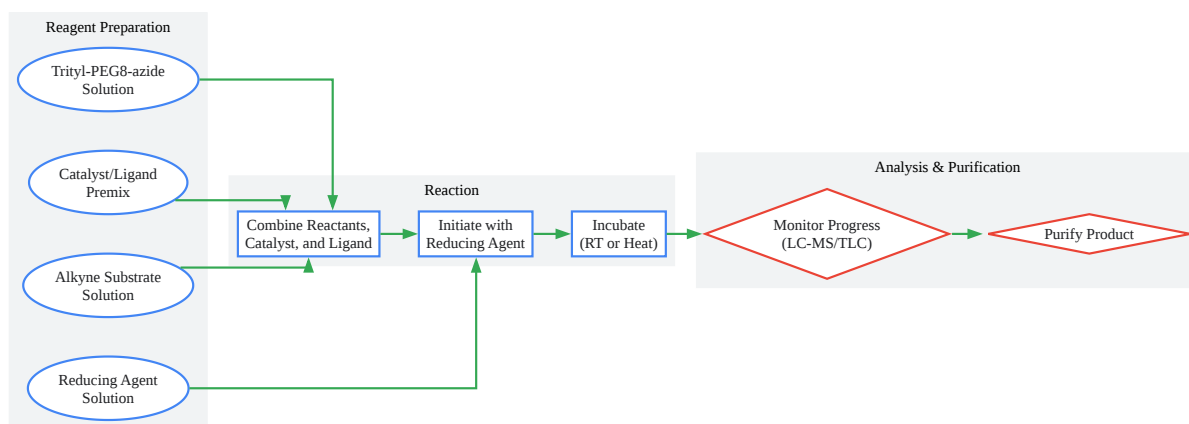 Reagent Preparation
Trityl-PEG8-azide
Solution
Catalyst/Ligand
Premix
Alkyne Substrate
Solution
Reducing Agent
Solution
Reaction
Combine Reactants,
Catalyst, and Ligand
Initiate with
Reducing Agent
Incubate
(RT or Heat)
Analysis & Purification
Monitor Progress
(LC-MS/TLC)
Purify Product